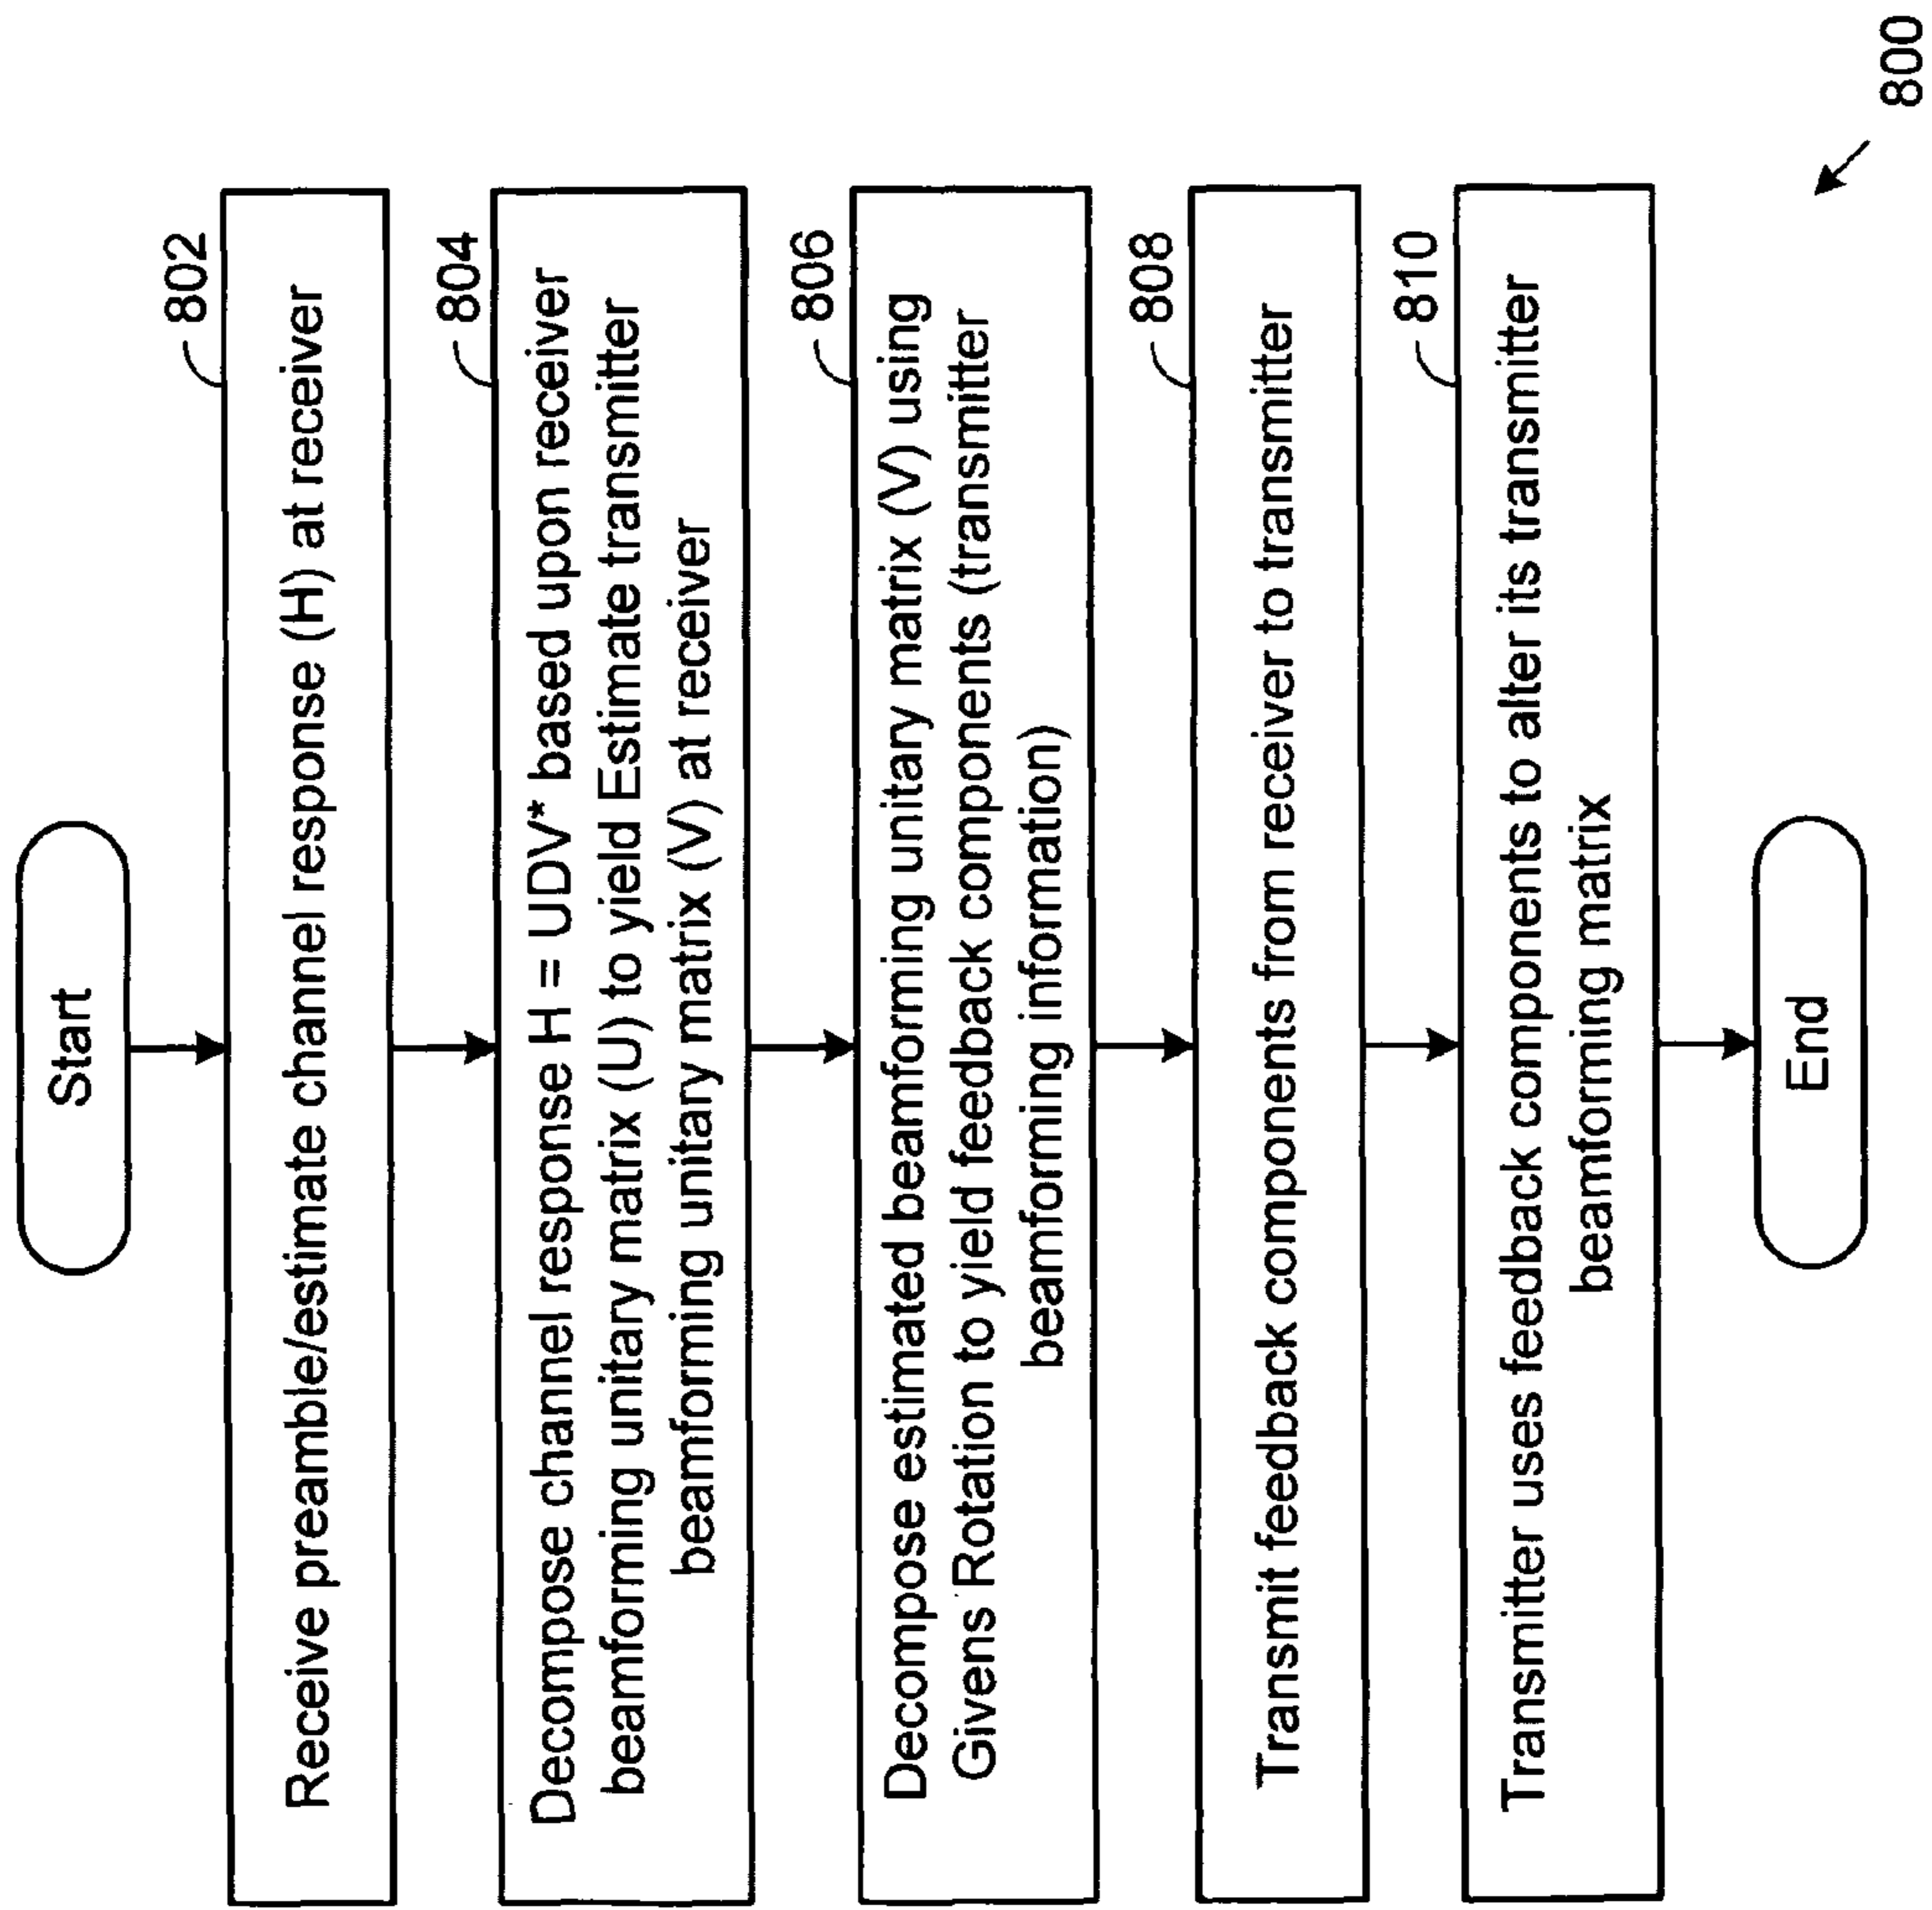 Start
802
Receive preamble/estimate channel response (H) at receiver
804
Decompose channel response H = UDV* based upon receiver
beamforming unitary matrix (U) to yield Estimate transmitter
beamforming unitary matrix (V) at receiver
806
Decompose estimated beamforming unitary matrix (V) using
Givens Rotation to yield feedback components (transmitter
beamforming information)
808
Transmit feedback components from receiver to transmitter
810
Transmitter uses feedback components to alter its transmitter
beamforming matrix
End
800